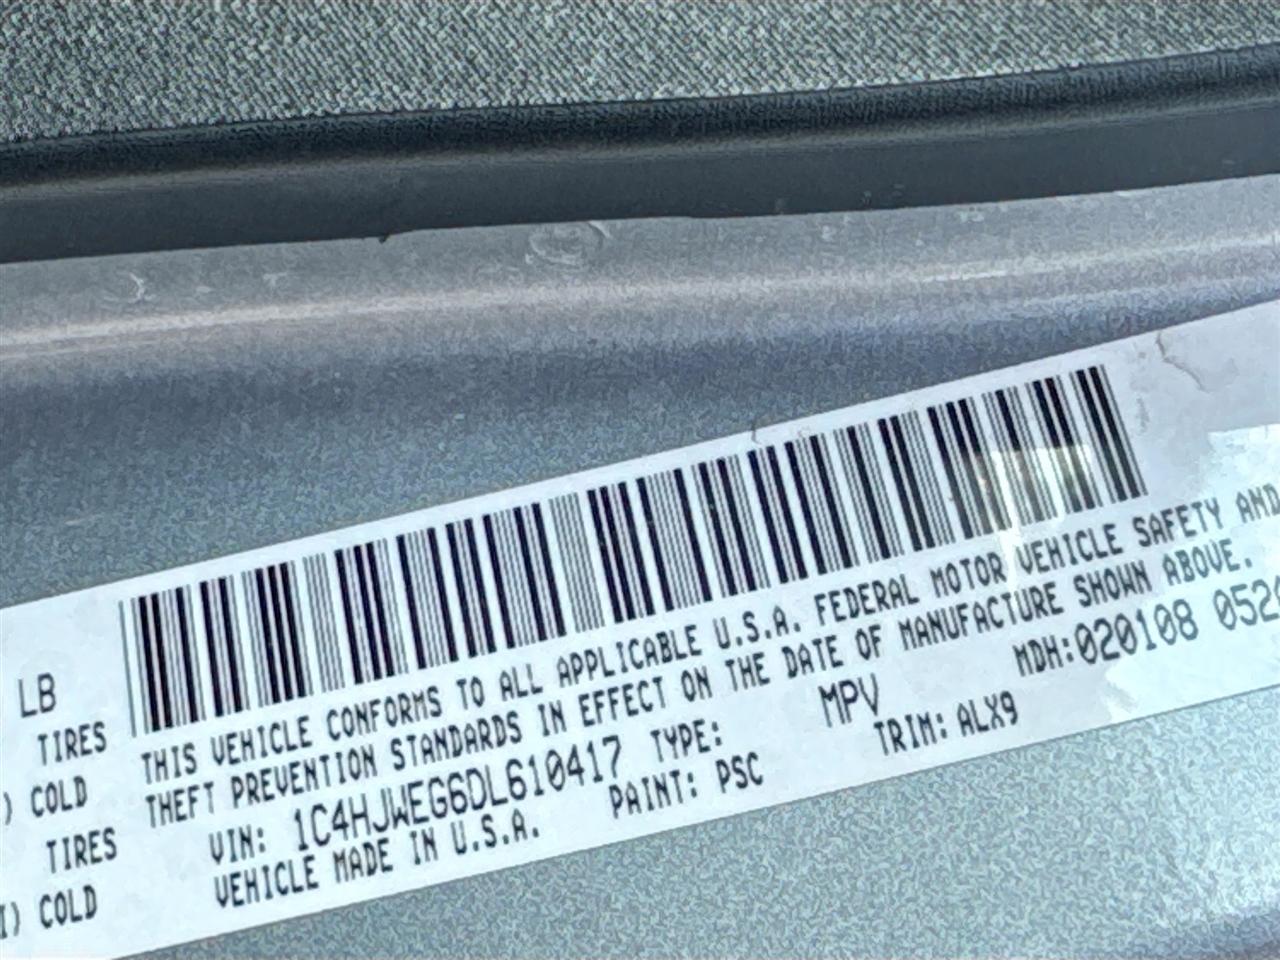 LB
TIRES
) COLD
TIRES
I) COLD
THIS VEHICLE CONFORMS TO ALL APPLICABLE U.S.A. FEDERAL MOTOR VEHICLE SAFETY AND
THEFT PREVENTION STANDARDS IN EFFECT ON THE DATE OF MANUFACTURE SHOWN ABOVE.
VIN: 1C4HJWEG6DL610417 TYPE: MPV MDH:020108 052
VEHICLE MADE IN U.S.A. PAINT: PSC TRIM: ALX9